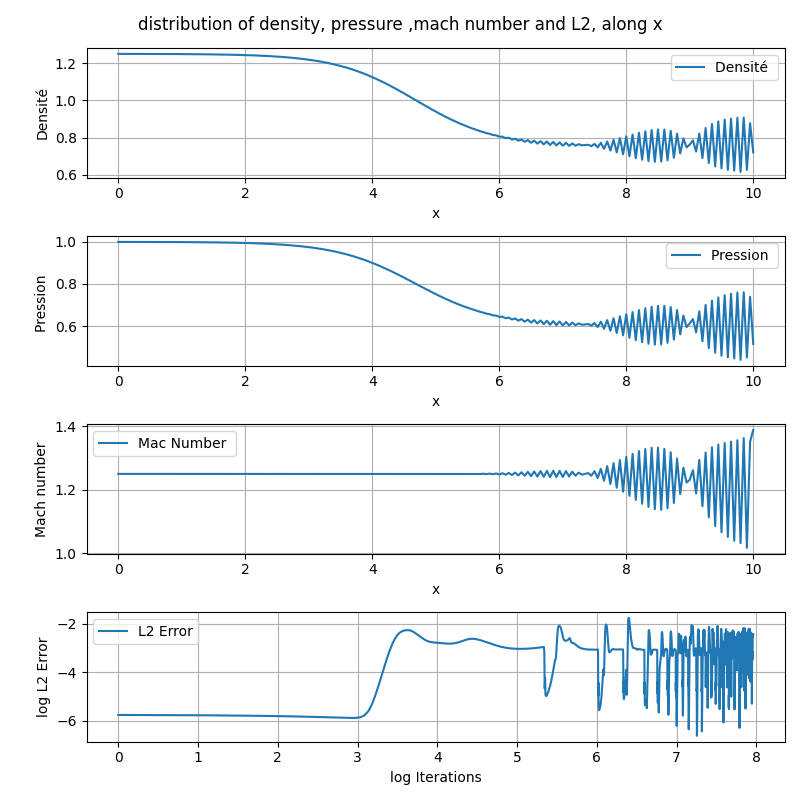 distribution of density, pressure ,mach number and L2, along x
Densité
1.2
1.0
0.8
0.6
Densité
0 2 4 6 8 10
x
Pression
1.0
0.8
0.6
Pression
0 2 4 6 8 10
x
Mach number
1.4
1.2
1.0
Mac Number
0 2 4 6 8 10
x
log L2 Error
−2
−4
−6
L2 Error
0 1 2 3 4 5 6 7 8
log Iterations